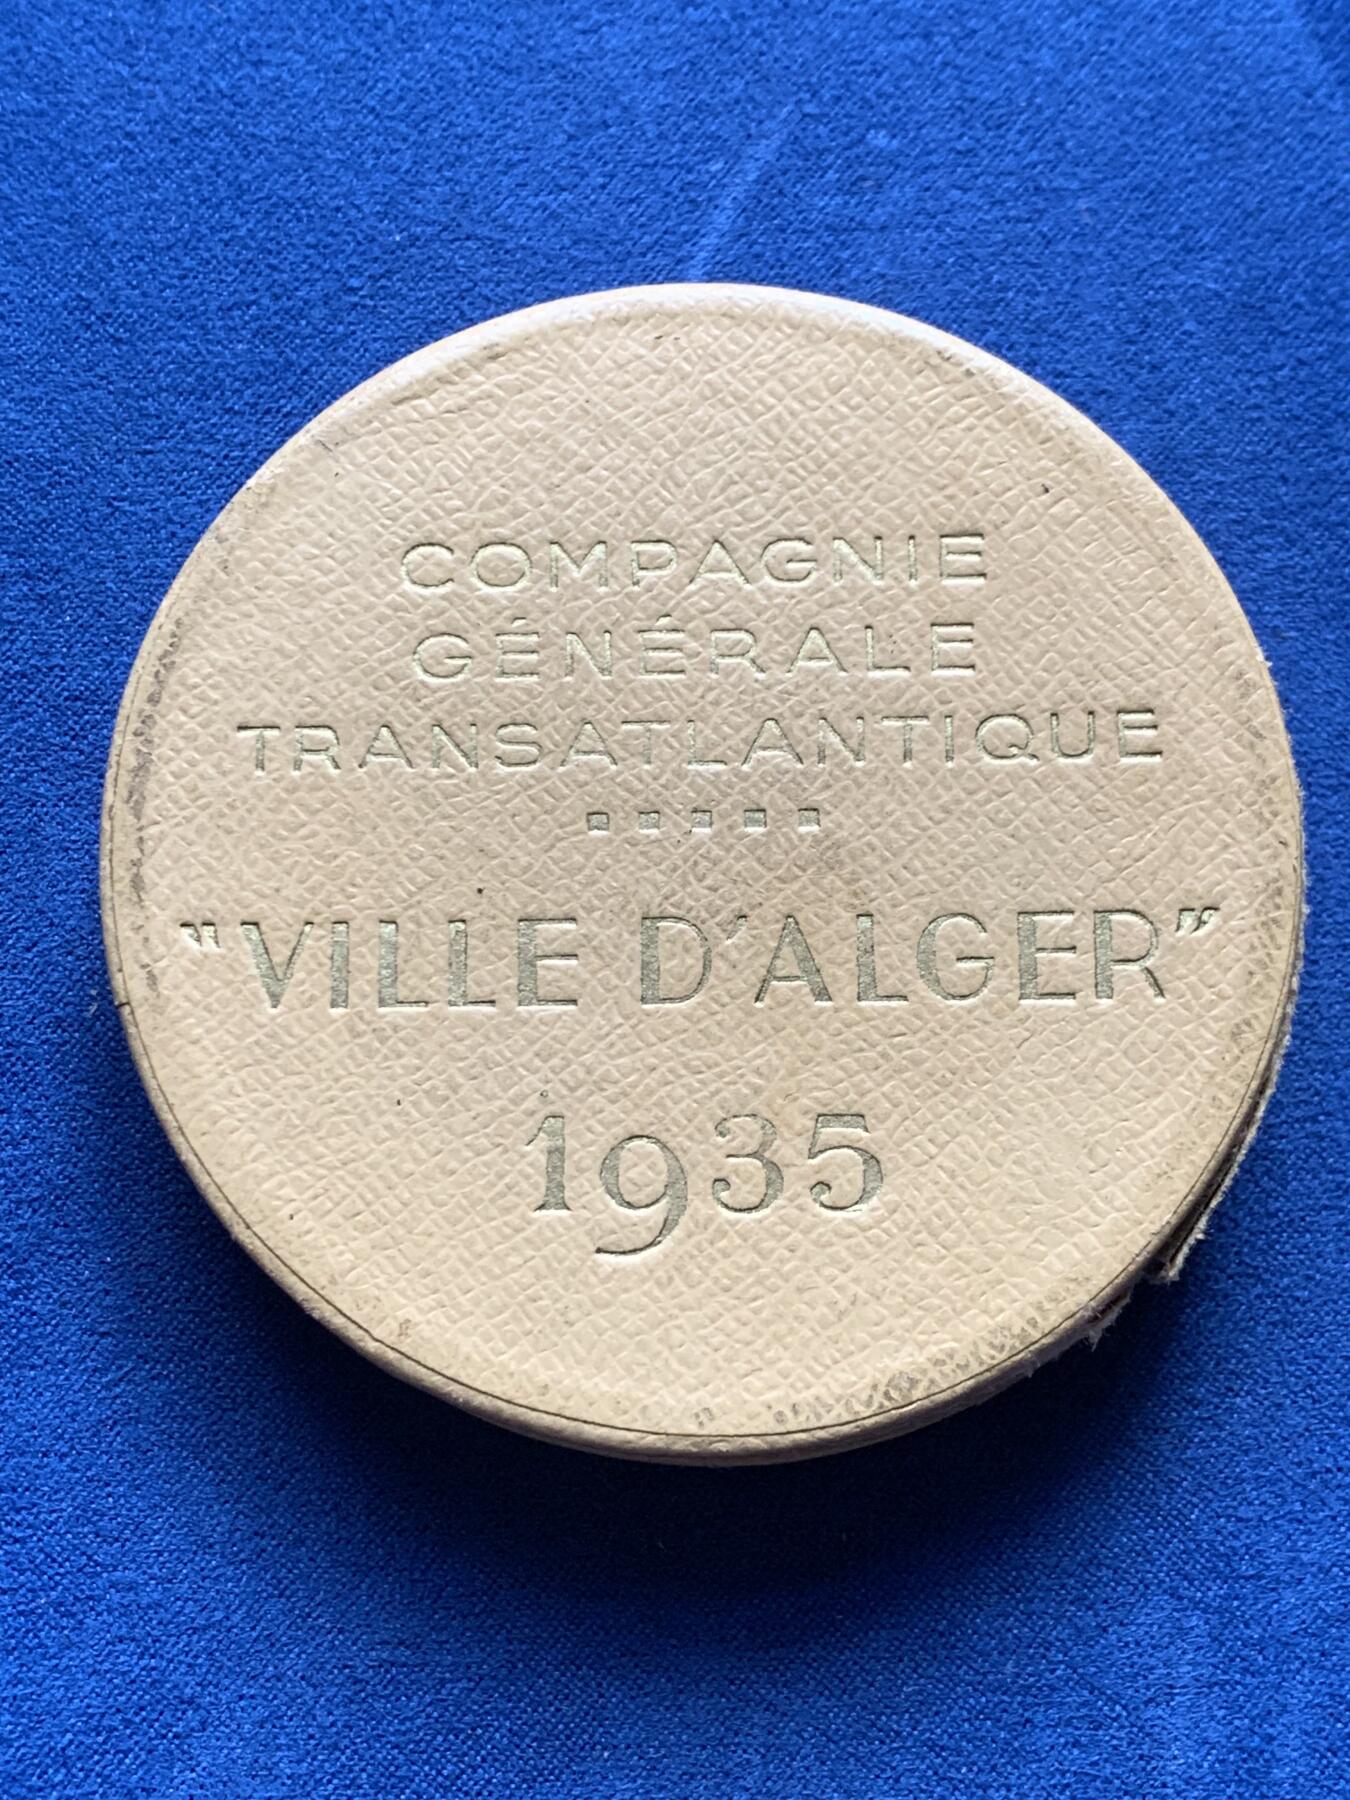 COMPAGNIE
GÉNÉRALE
TRANSATLANTIQUE
"VILLE D'ALGER"
1935